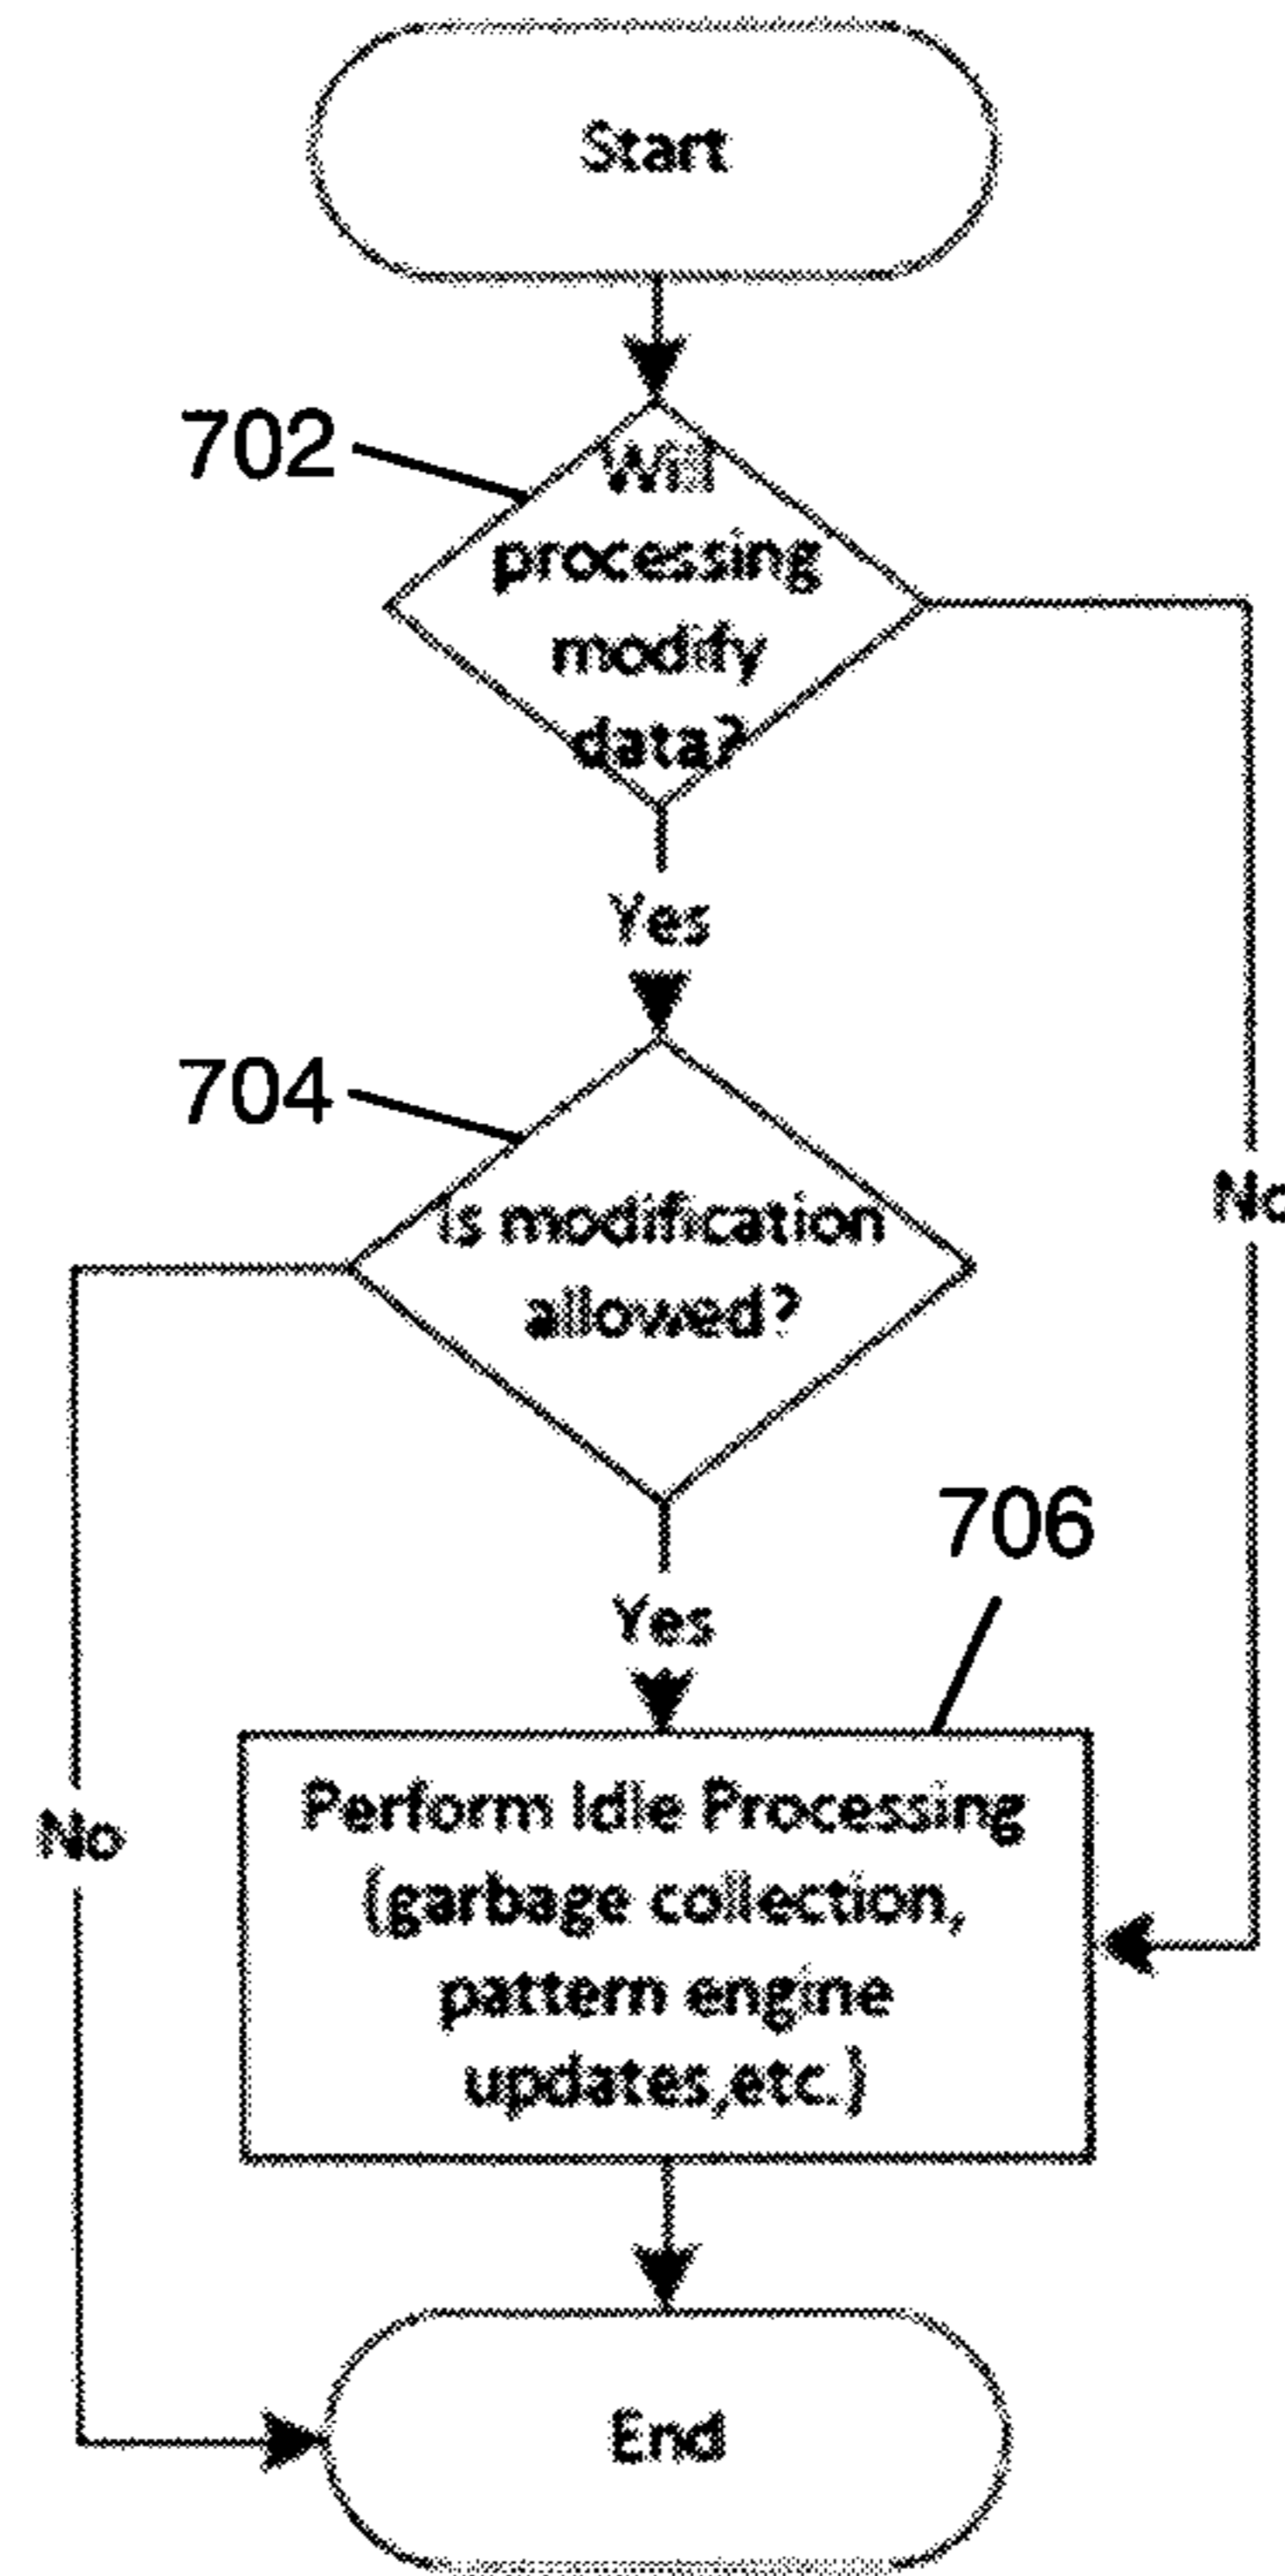 Start
702
Will
processing
modify
data?
Yes
No
704
Is modification
allowed?
Yes
No
706
Perform Idle Processing
(garbage collection,
pattern engine
updates,etc.)
End